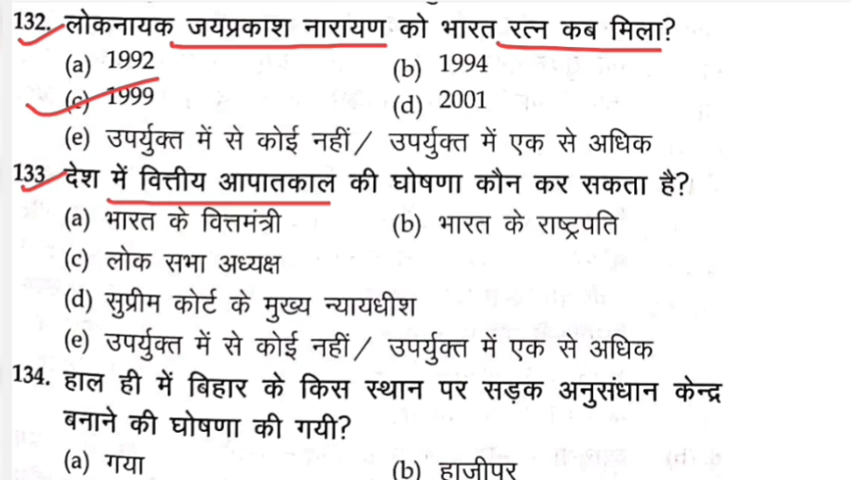 132. लोकनायक जयप्रकाश नारायण को भारत रत्न कब मिला?
(a) 1992 (b) 1994
(c) 1999 (d) 2001
(e) उपर्युक्त में से कोई नहीं / उपर्युक्त में एक से अधिक
133. देश में वित्तीय आपातकाल की घोषणा कौन कर सकता है?
(a) भारत के वित्तमंत्री (b) भारत के राष्ट्रपति
(c) लोक सभा अध्यक्ष
(d) सुप्रीम कोर्ट के मुख्य न्यायधीश
(e) उपर्युक्त में से कोई नहीं / उपर्युक्त में एक से अधिक
134. हाल ही में बिहार के किस स्थान पर सड़क अनुसंधान केन्द्र
बनाने की घोषणा की गयी?
(a) गया (b) हाजीपुर